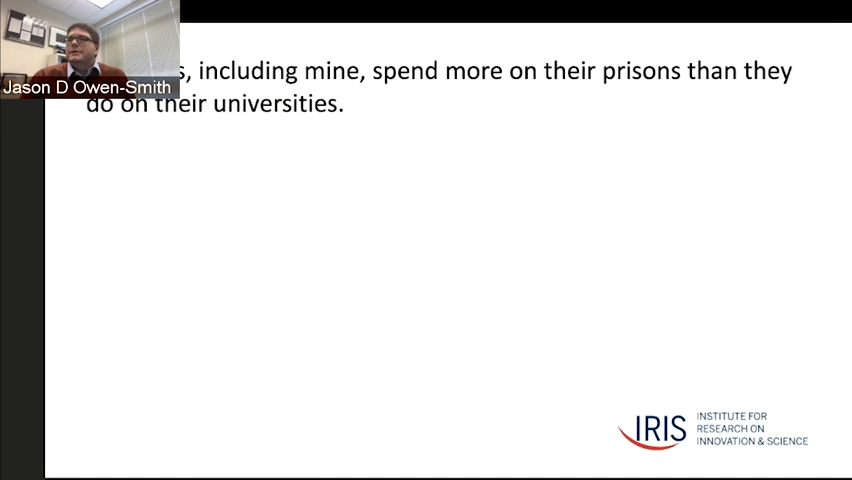 Jason D Owen-Smith
s, including mine, spend more on their prisons than they
do on their universities.
IRIS
INSTITUTE FOR
RESEARCH ON
INNOVATION & SCIENCE